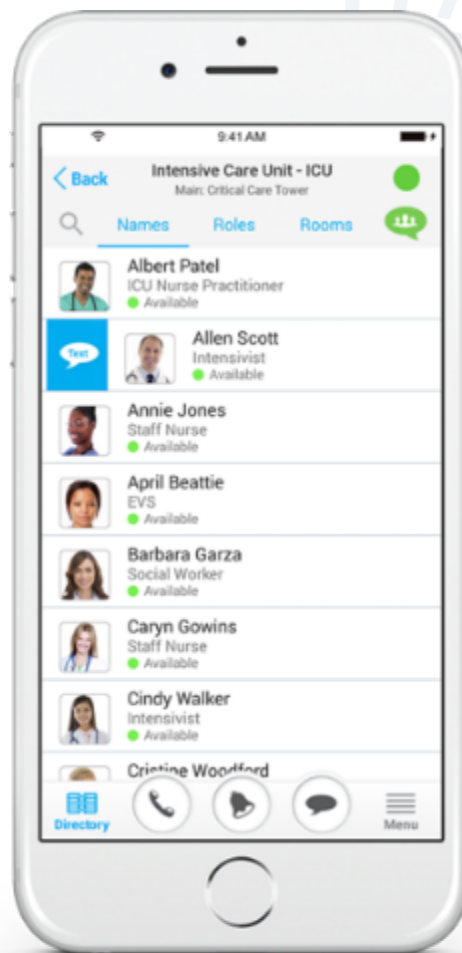 9:41 AM
Back
Intensive Care Unit - ICU
Main: Critical Care Tower
Names Roles Rooms
Albert Patel
ICU Nurse Practitioner
Available
Text
Allen Scott
Intensivist
Available
Annie Jones
Staff Nurse
Available
April Beattie
EVS
Available
Barbara Garza
Social Worker
Available
Caryn Gowins
Staff Nurse
Available
Cindy Walker
Intensivist
Available
Cristine Woodford
Directory
Menu